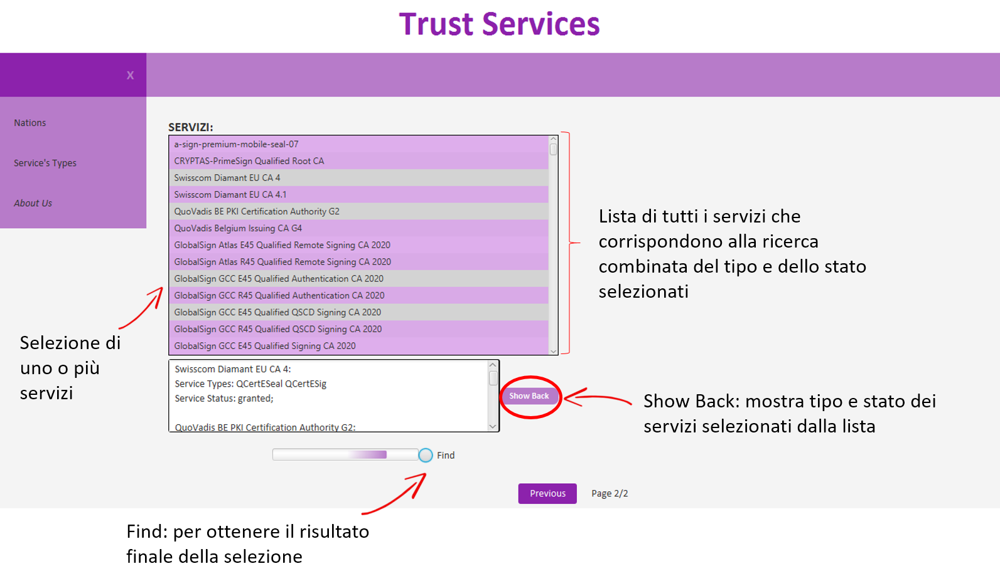 Trust Services
X
Nations
Service's Types
About Us
SERVIZI:
a-sign-premium-mobile-seal-07
CRYPTAS-PrimeSign Qualified Root CA
Swisscom Diamant EU CA 4
Swisscom Diamant EU CA 4.1
QuoVadis BE PKI Certification Authority G2
QuoVadis Belgium Issuing CA G4
GlobalSign Atlas E45 Qualified Remote Signing CA 2020
GlobalSign Atlas R45 Qualified Remote Signing CA 2020
GlobalSign GCC E45 Qualified Authentication CA 2020
GlobalSign GCC R45 Qualified Authentication CA 2020
GlobalSign GCC E45 Qualified QSCD Signing CA 2020
GlobalSign GCC R45 Qualified QSCD Signing CA 2020
GlobalSign GCC E45 Qualified Signing CA 2020
Lista di tutti i servizi che
corrispondono alla ricerca
combinata del tipo e dello stato
selezionati
Selezione di
uno o più
servizi
Swisscom Diamant EU CA 4:
Service Types: QCertESeal QCertESig
Service Status: granted;
QuoVadis BE PKI Certification Authority G2:
Show Back
Show Back: mostra tipo e stato dei
servizi selezionati dalla lista
Find
Previous
Page 2/2
Find: per ottenere il risultato
finale della selezione